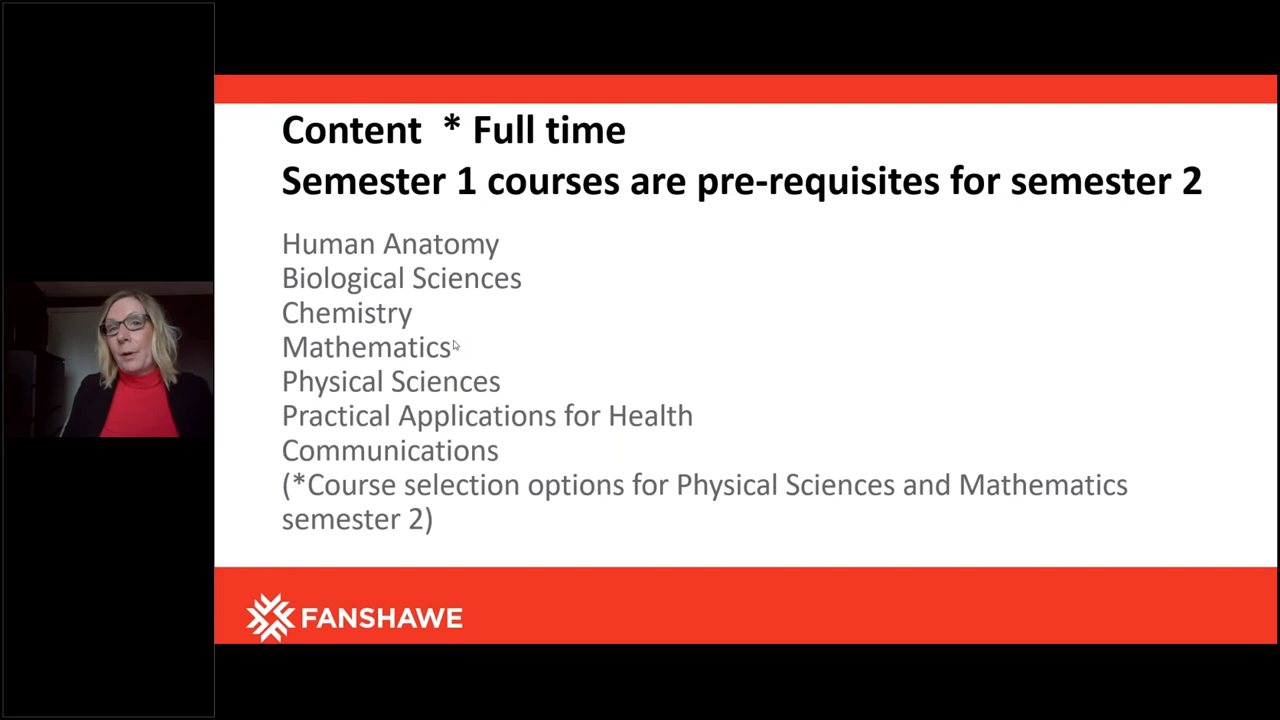 Content * Full time
Semester 1 courses are pre-requisites for semester 2
Human Anatomy
Biological Sciences
Chemistry
Mathematics
Physical Sciences
Practical Applications for Health
Communications
(*Course selection options for Physical Sciences and Mathematics
semester 2)
FANSHAWE